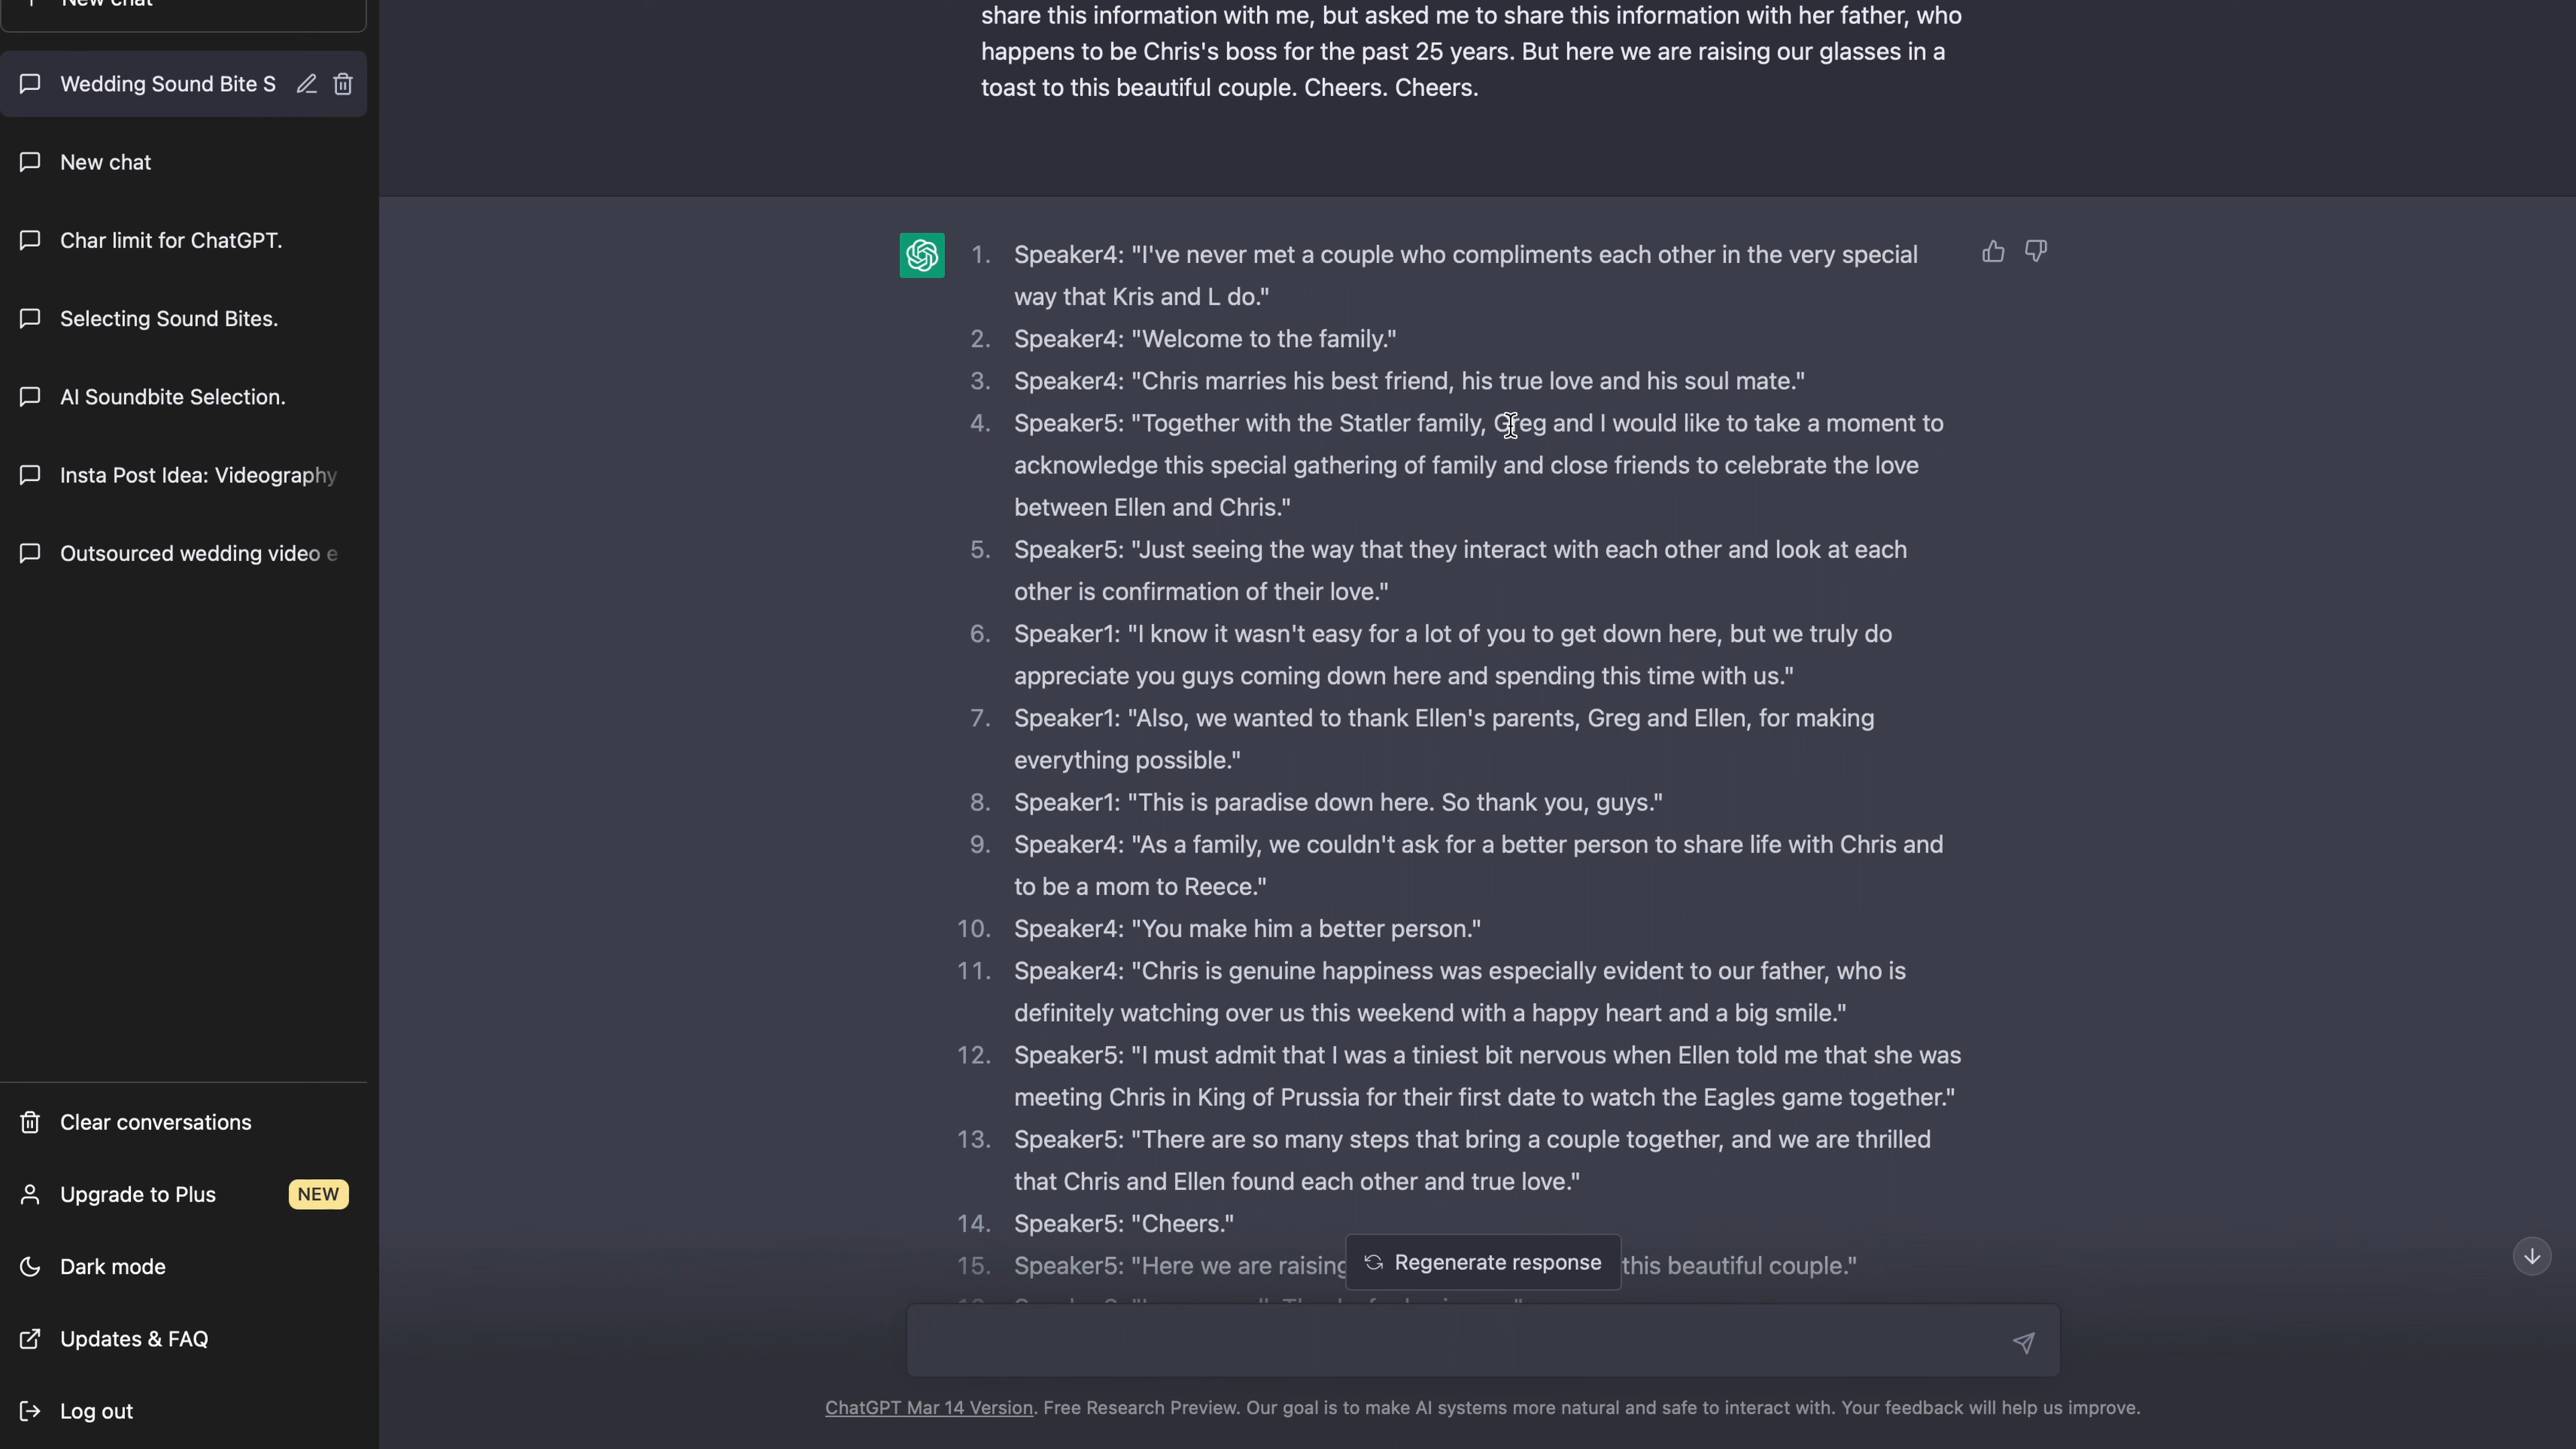 New chat
Wedding Sound Bite S
New chat
Char limit for ChatGPT.
Selecting Sound Bites.
AI Soundbite Selection.
Insta Post Idea: Videography
Outsourced wedding video e
Clear conversations
Upgrade to Plus NEW
Dark mode
Updates & FAQ
Log out
share this information with me, but asked me to share this information with her father, who
happens to be Chris's boss for the past 25 years. But here we are raising our glasses in a
toast to this beautiful couple. Cheers. Cheers.
1. Speaker4: "I've never met a couple who compliments each other in the very special
way that Kris and L do."
2. Speaker4: "Welcome to the family."
3. Speaker4: "Chris marries his best friend, his true love and his soul mate."
4. Speaker5: "Together with the Statler family, Greg and I would like to take a moment to
acknowledge this special gathering of family and close friends to celebrate the love
between Ellen and Chris."
5. Speaker5: "Just seeing the way that they interact with each other and look at each
other is confirmation of their love."
6. Speaker1: "I know it wasn't easy for a lot of you to get down here, but we truly do
appreciate you guys coming down here and spending this time with us."
7. Speaker1: "Also, we wanted to thank Ellen's parents, Greg and Ellen, for making
everything possible."
8. Speaker1: "This is paradise down here. So thank you, guys."
9. Speaker4: "As a family, we couldn't ask for a better person to share life with Chris and
to be a mom to Reece."
10. Speaker4: "You make him a better person."
11. Speaker4: "Chris is genuine happiness was especially evident to our father, who is
definitely watching over us this weekend with a happy heart and a big smile."
12. Speaker5: "I must admit that I was a tiniest bit nervous when Ellen told me that she was
meeting Chris in King of Prussia for their first date to watch the Eagles game together."
13. Speaker5: "There are so many steps that bring a couple together, and we are thrilled
that Chris and Ellen found each other and true love."
14. Speaker5: "Cheers."
15. Speaker5: "Here we are raising this beautiful couple."
Regenerate response
ChatGPT Mar 14 Version. Free Research Preview. Our goal is to make AI systems more natural and safe to interact with. Your feedback will help us improve.